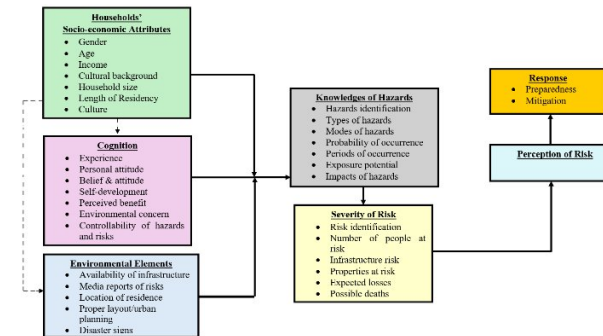 Households'
Socio-economic Attributes
Gender
Age
Income
Cultural background
Household size
Length of Residency
Culture
Cognition
Experience
Personal attitude
Belief & attitude
Self-development
Perceived benefit
Environmental concern
Controllability of hazards
and risks
Environmental Elements
Availability of infrastructure
Media reports of risks
Location of residence
Proper layout/urban
planning
Disaster signs
Knowledges of Hazards
Hazards identification
Types of hazards
Modes of hazards
Probability of occurrence
Periods of occurrence
Exposure potential
Impacts of hazards
Severity of Risk
Risk identification
Number of people at
risk
Infrastructure risk
Properties at risk
Expected losses
Possible deaths
Response
Preparedness
Mitigation
Perception of Risk